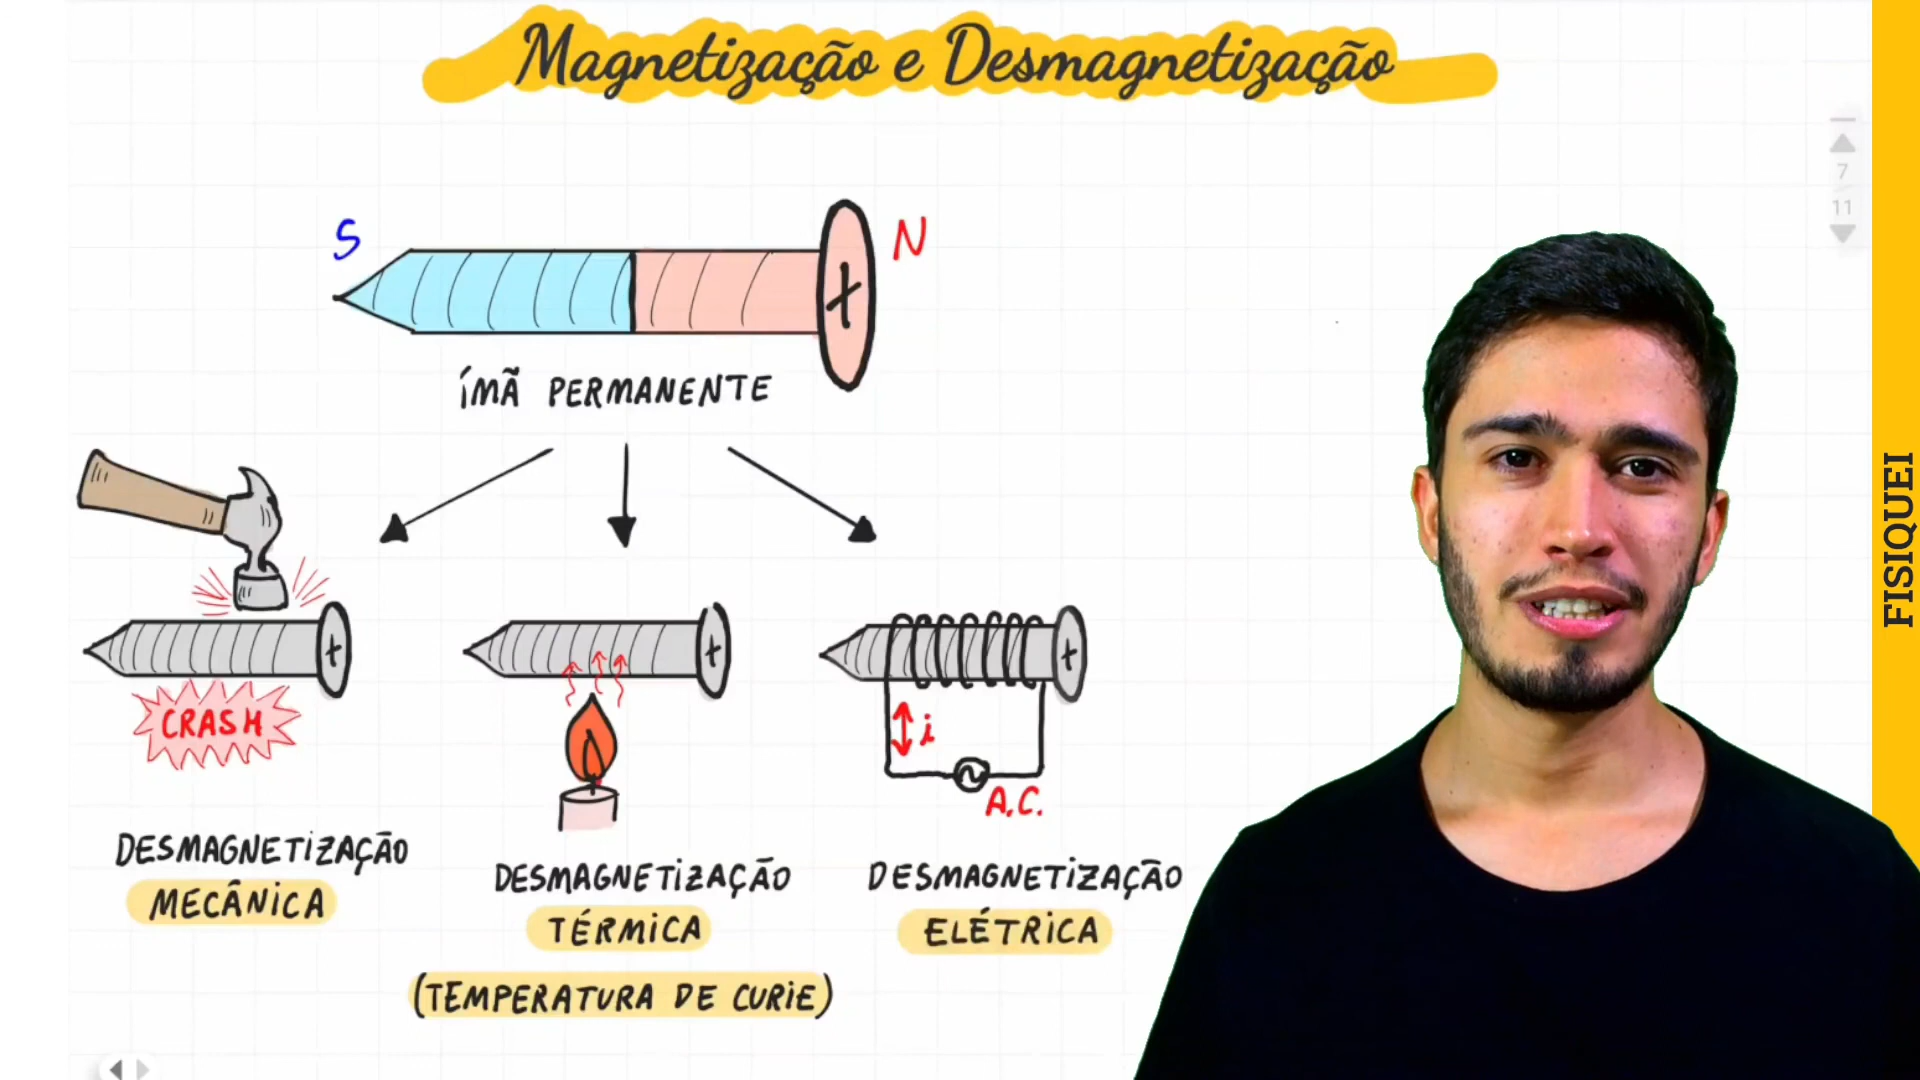 Magnetização e Desmagnetização
7
11
S
N
+
ÍMÃ PERMANENTE
+
+
+
CRASH
i
A.C.
DESMAGNETIZAÇÃO
MECÂNICA
DESMAGNETIZAÇÃO
TÉRMICA
(TEMPERATURA DE CURIE)
DESMAGNETIZAÇÃO
ELÉTRICA
FISIQUEI